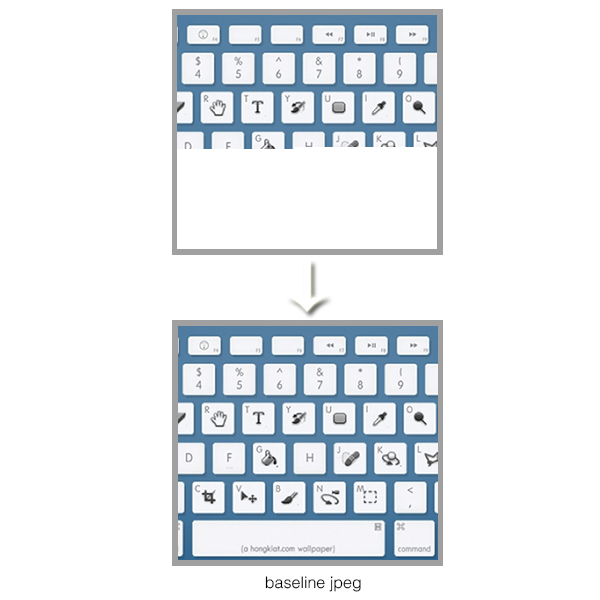 F4 F5 F6 F7 F8 F9
$ % ^ & * (
4 5 6 7 8 9
R T Y U I O
D F G H J K L
F4 F5 F6 F7 F8 F9
$ % ^ & * (
4 5 6 7 8 9
R T Y U I O
D F G H J K L
C V B N M < ,
⌘
(a hongkiat.com wallpaper) command
baseline jpeg